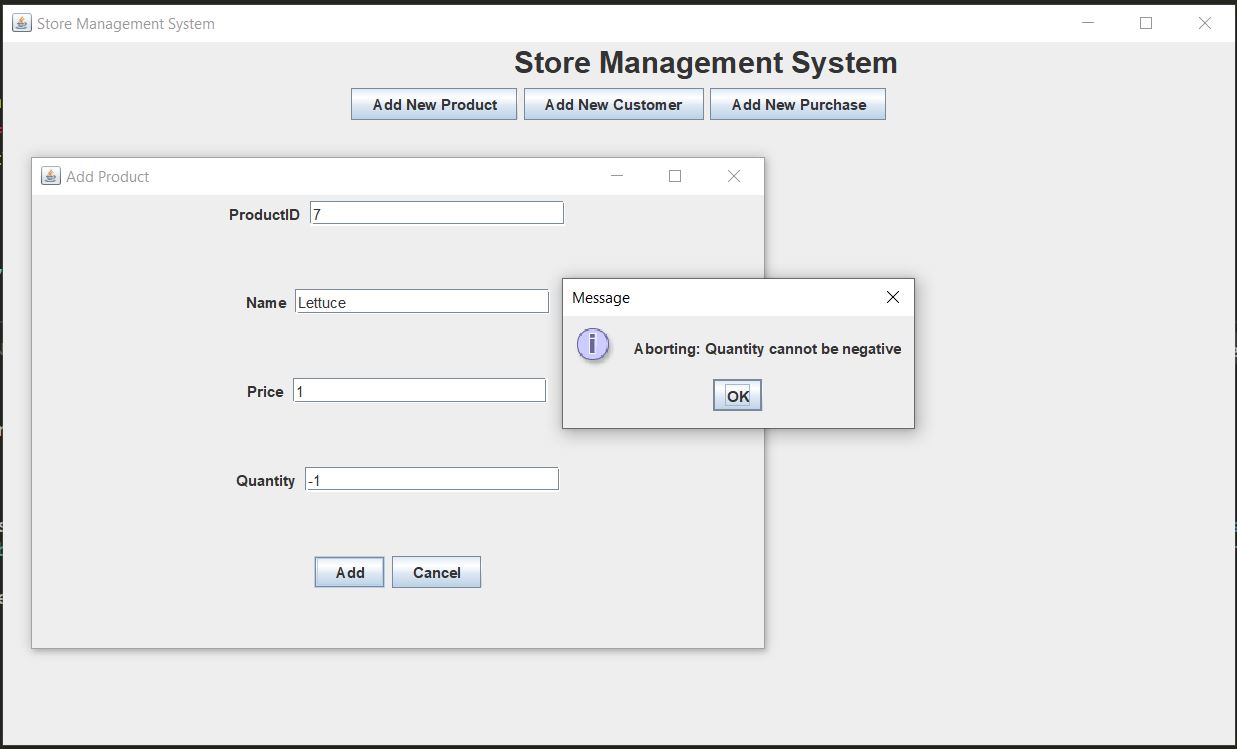 Store Management System
Store Management System
Add New Product Add New Customer Add New Purchase
Add Product
ProductID 7
Name Lettuce
Price 1
Quantity -1
Add Cancel
Message
Aborting: Quantity cannot be negative
OK